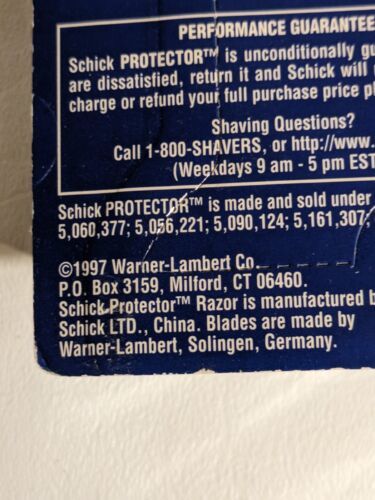 PERFORMANCE GUARANTEE
Schick PROTECTOR™ is unconditionally
are dissatisfied, return it and Schick will
charge or refund your full purchase price
Shaving Questions?
Call 1-800-SHAVERS, or http://www.
(Weekdays 9 am - 5 pm EST
Schick PROTECTOR™ is made and sold under
5,060,377; 5,056,221; 5,090,124; 5,161,307;
©1997 Warner-Lambert Co.
P.O. Box 3159, Milford, CT 06460.
Schick Protector™ Razor is manufactured
Schick LTD., China. Blades are made by
Warner-Lambert, Solingen, Germany.